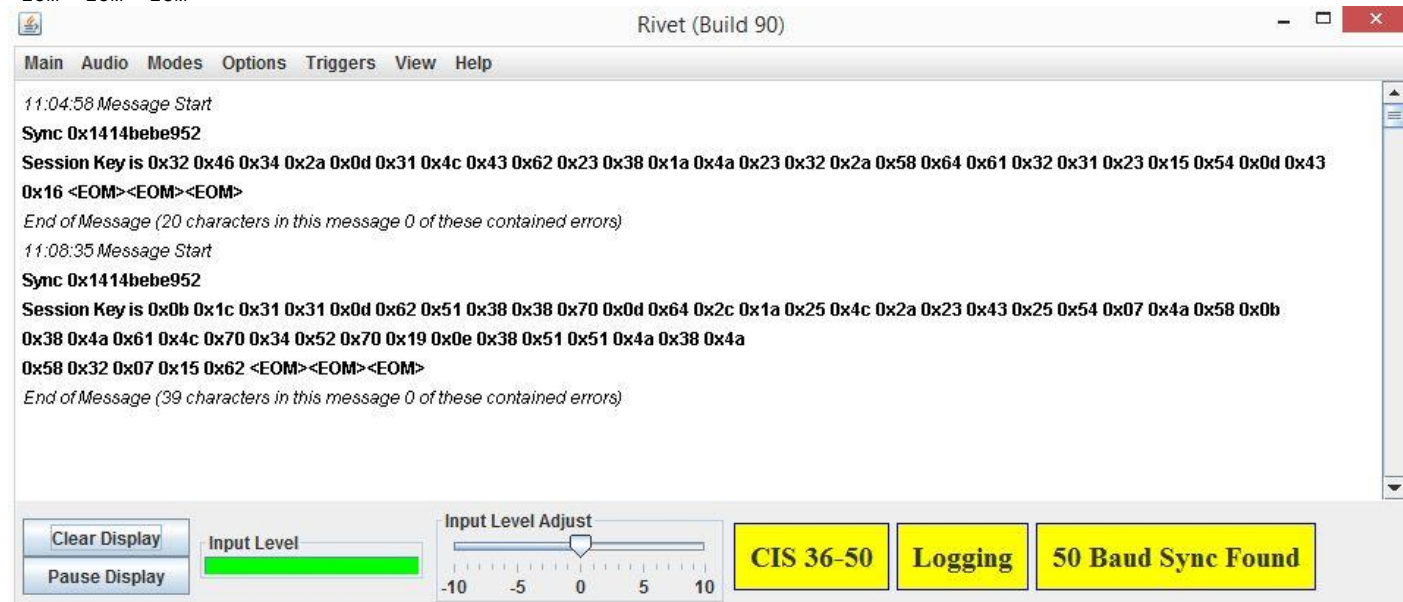 Rivet (Build 90)
Main Audio Modes Options Triggers View Help
11:04:58 Message Start
Sync 0x1414bebe952
Session Key is 0x32 0x46 0x34 0x2a 0x0d 0x31 0x4c 0x43 0x62 0x23 0x38 0x1a 0x4a 0x23 0x32 0x2a 0x58 0x64 0x61 0x32 0x31 0x23 0x15 0x54 0x0d 0x43
0x16 <EOM><EOM><EOM>
End of Message (20 characters in this message 0 of these contained errors)
11:08:35 Message Start
Sync 0x1414bebe952
Session Key is 0x0b 0x1c 0x31 0x31 0x0d 0x62 0x51 0x38 0x38 0x70 0x0d 0x64 0x2c 0x1a 0x25 0x4c 0x2a 0x23 0x43 0x25 0x54 0x07 0x4a 0x58 0x0b
0x38 0x4a 0x61 0x4c 0x70 0x34 0x52 0x70 0x19 0x0e 0x38 0x51 0x51 0x4a 0x38 0x4a
0x58 0x32 0x07 0x15 0x62 <EOM><EOM><EOM>
End of Message (39 characters in this message 0 of these contained errors)
Clear Display
Pause Display
Input Level
Input Level Adjust
-10 -5 0 5 10
CIS 36-50
Logging
50 Baud Sync Found